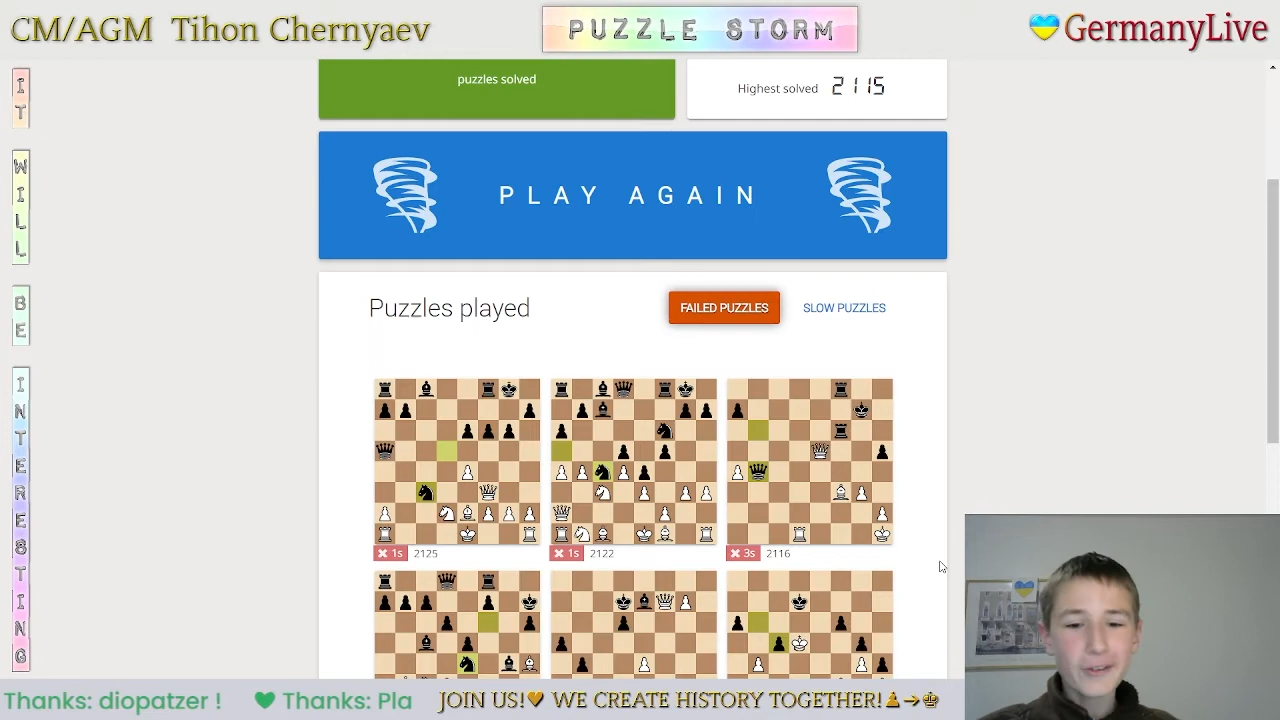 CM/AGM Tihon Chernyaev
PUZZLE STORM
GermanyLive
IT
WILL
BE
INTERESTING
puzzles solved
Highest solved 2115
PLAY AGAIN
Puzzles played
FAILED PUZZLES
SLOW PUZZLES
1s 2125
1s 2122
3s 2116
Thanks: diopatzer !
Thanks: Pla
JOIN US! WE CREATE HISTORY TOGETHER!